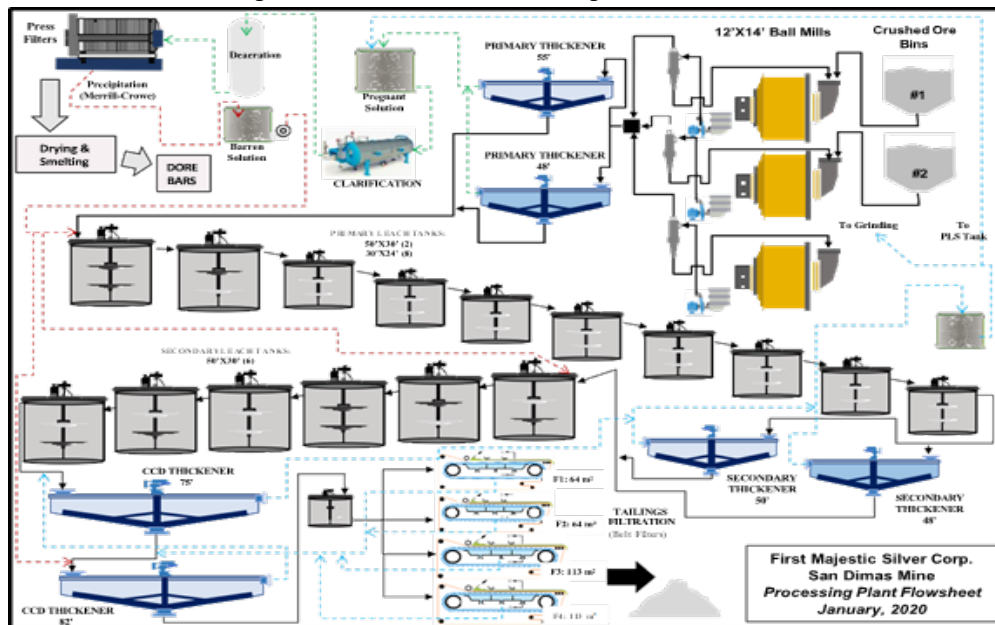 Press
Filters
Deaeration
Precipitation
(Merrill-Crowe)
Barren
Solution
Drying &
Smelting
DORE
BARS
Pregnant
Solution
CLARIFICATION
PRIMARY THICKENER
55'
PRIMARY THICKENER
48'
12'X14' Ball Mills
Crushed Ore
Bins
#1
#2
To Grinding
To
PLS Tank
PRIMARY LEACH TANKS:
50'X30' (2)
30'X24' (8)
SECONDARY LEACH TANKS:
50'X30' (6)
CCD THICKENER
75'
CCD THICKENER
82'
F1: 64 m²
F2: 64 m²
F3: 113 m²
F4: 113 m²
TAILINGS
FILTRATION
(Belt Filters)
SECONDARY
THICKENER
50'
SECONDARY
THICKENER
48'
First Majestic Silver Corp.
San Dimas Mine
Processing Plant Flowsheet
January, 2020